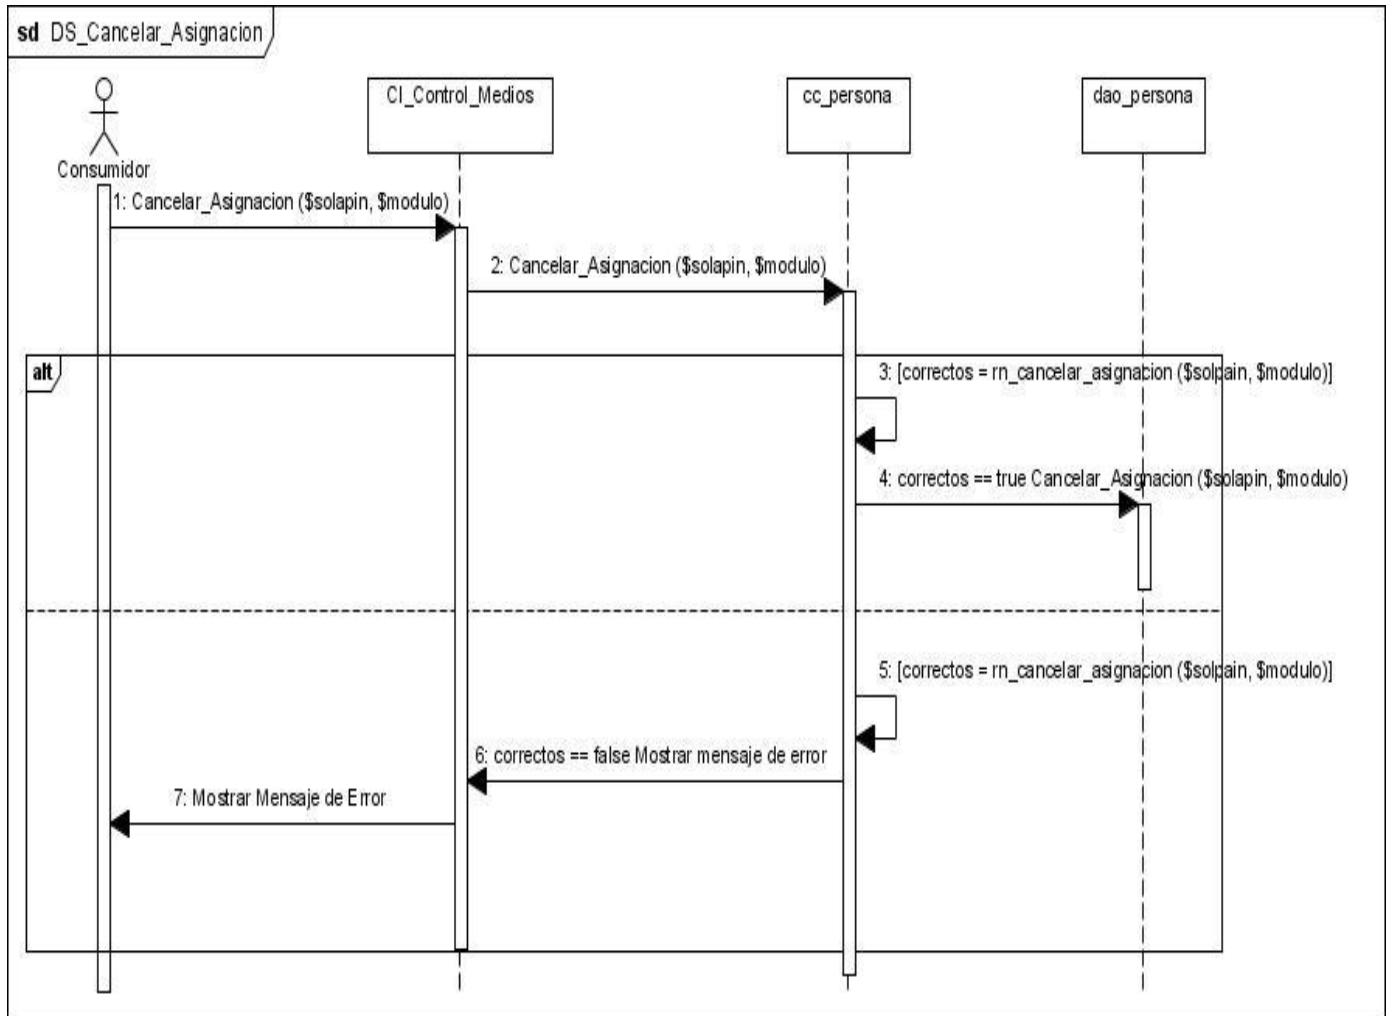 sd DS_Cancelar_Asignacion
CI_Control_Medios
cc_persona
dao_persona
Consumidor
1: Cancelar_Asignacion ($solapin, $modulo)
2: Cancelar_Asignacion ($solapin, $modulo)
alt
3: [correctos = rn_cancelar_asignacion ($solpain, $modulo)]
4: correctos == true Cancelar_Asignacion ($solapin, $modulo)
5: [correctos = rn_cancelar_asignacion ($solpain, $modulo)]
6: correctos == false Mostrar mensaje de error
7: Mostrar Mensaje de Error